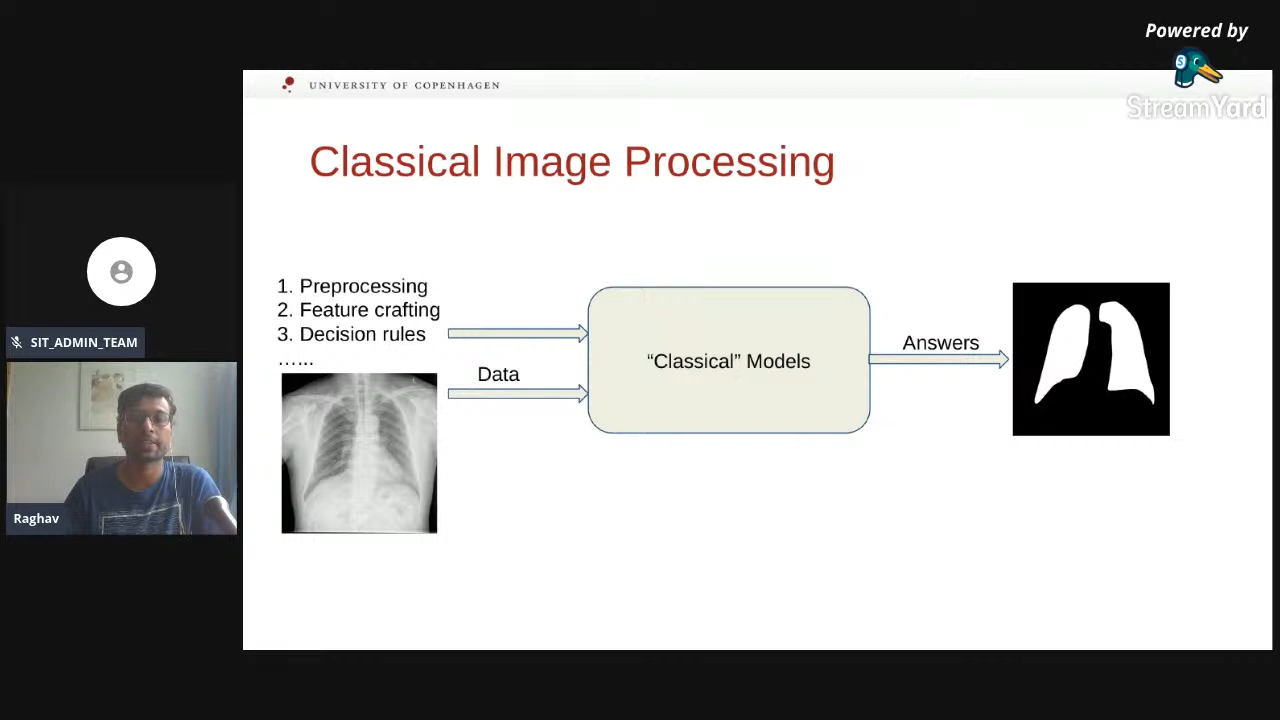 Powered by
StreamYard
UNIVERSITY OF COPENHAGEN
Classical Image Processing
1. Preprocessing
2. Feature crafting
3. Decision rules
……
Data
“Classical” Models
Answers
SIT_ADMIN_TEAM
Raghav